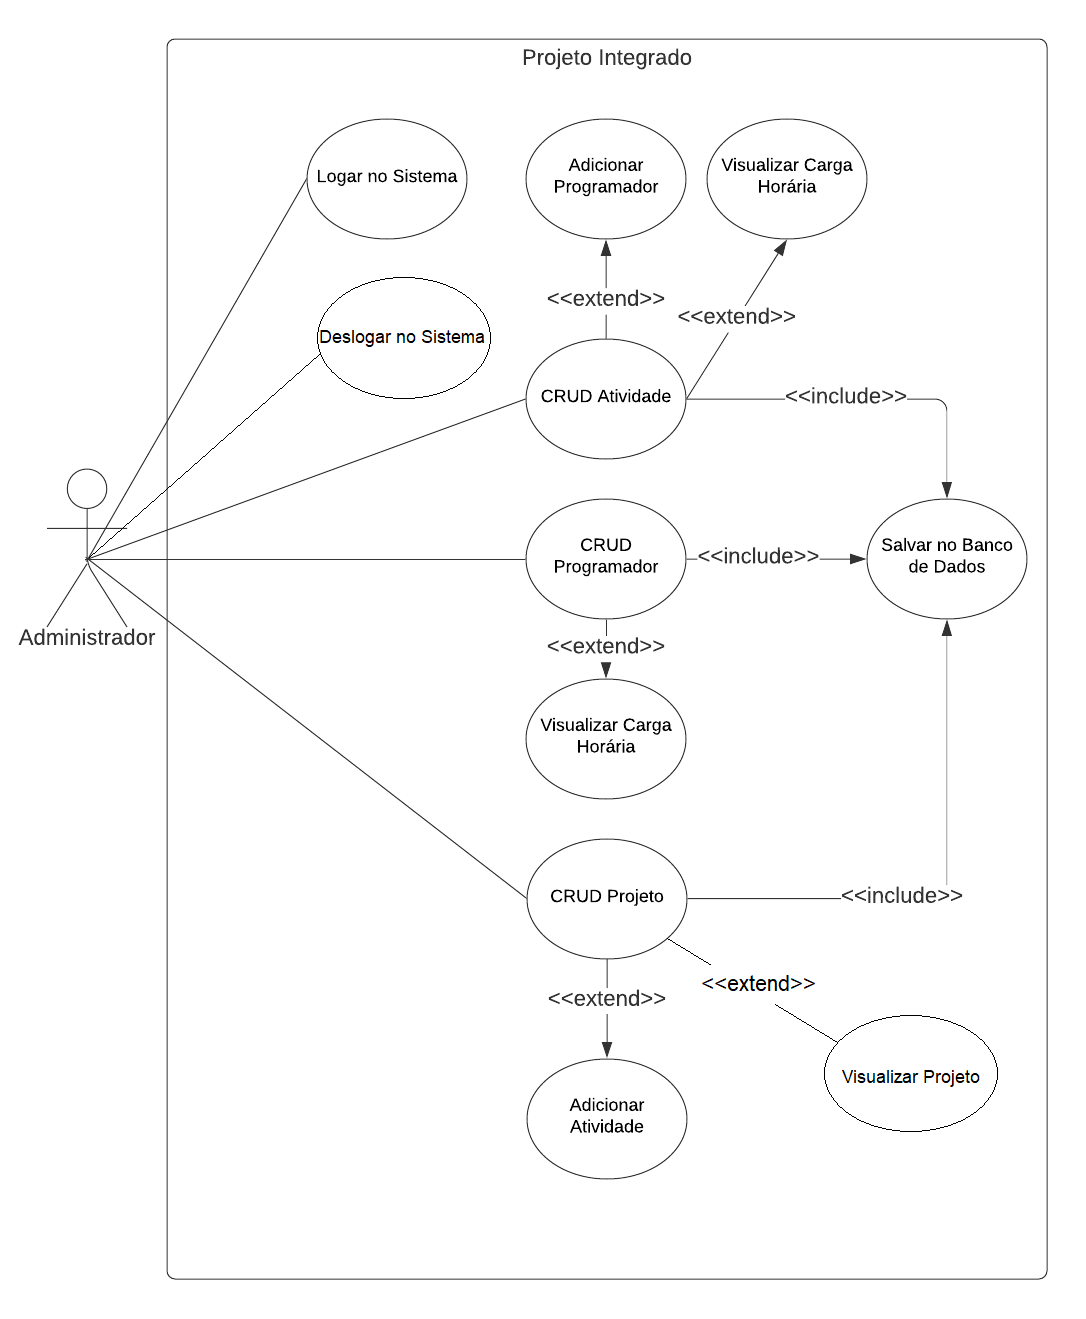 Projeto Integrado
Logar no Sistema
Adicionar
Programador
Visualizar Carga
Horária
<<extend>>
<<extend>>
Deslogar no Sistema
CRUD Atividade
<<include>>
CRUD
Programador
<<include>>
Salvar no Banco
de Dados
Administrador
<<extend>>
Visualizar Carga
Horária
CRUD Projeto
<<include>>
<<extend>>
<<extend>>
Visualizar Projeto
Adicionar
Atividade